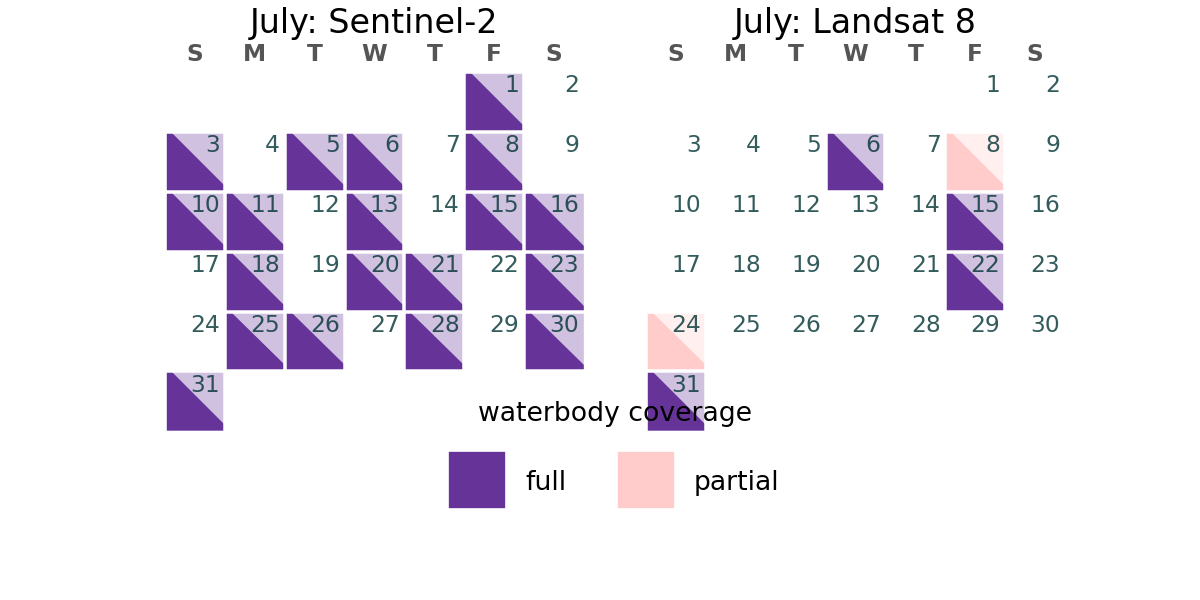 July: Sentinel-2
S M T W T F S
1 2
3 4 5 6 7 8 9
10 11 12 13 14 15 16
17 18 19 20 21 22 23
24 25 26 27 28 29 30
31
July: Landsat 8
S M T W T F S
1 2
3 4 5 6 7 8 9
10 11 12 13 14 15 16
17 18 19 20 21 22 23
24 25 26 27 28 29 30
31
waterbody coverage
full partial